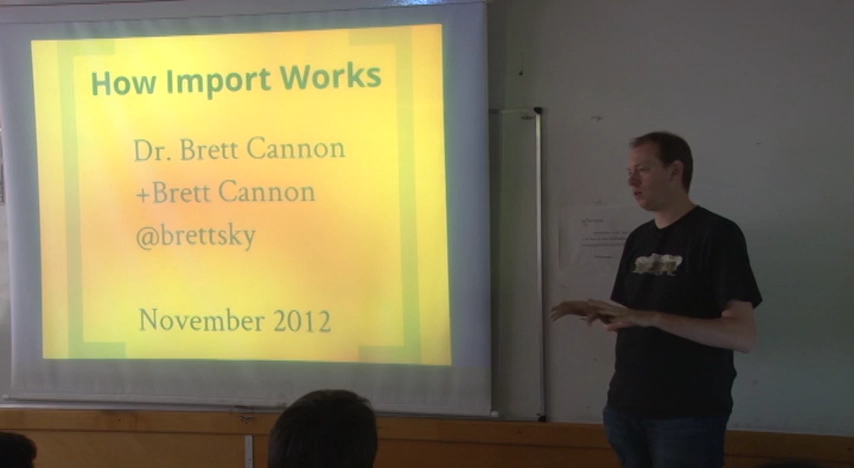 How Import Works
Dr. Brett Cannon
+Brett Cannon
@brettsky
November 2012